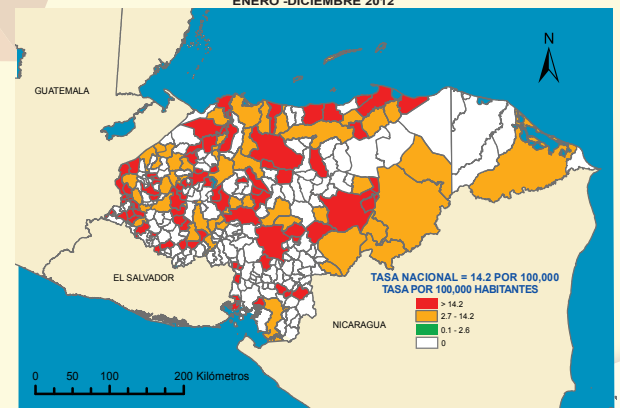 ENERO -DICIEMBRE 2012
N
GUATEMALA
EL SALVADOR
NICARAGUA
TASA NACIONAL = 14.2 POR 100,000
TASA POR 100,000 HABITANTES
> 14.2
2.7 - 14.2
0.1 - 2.6
0
0 50 100 200 Kilómetros